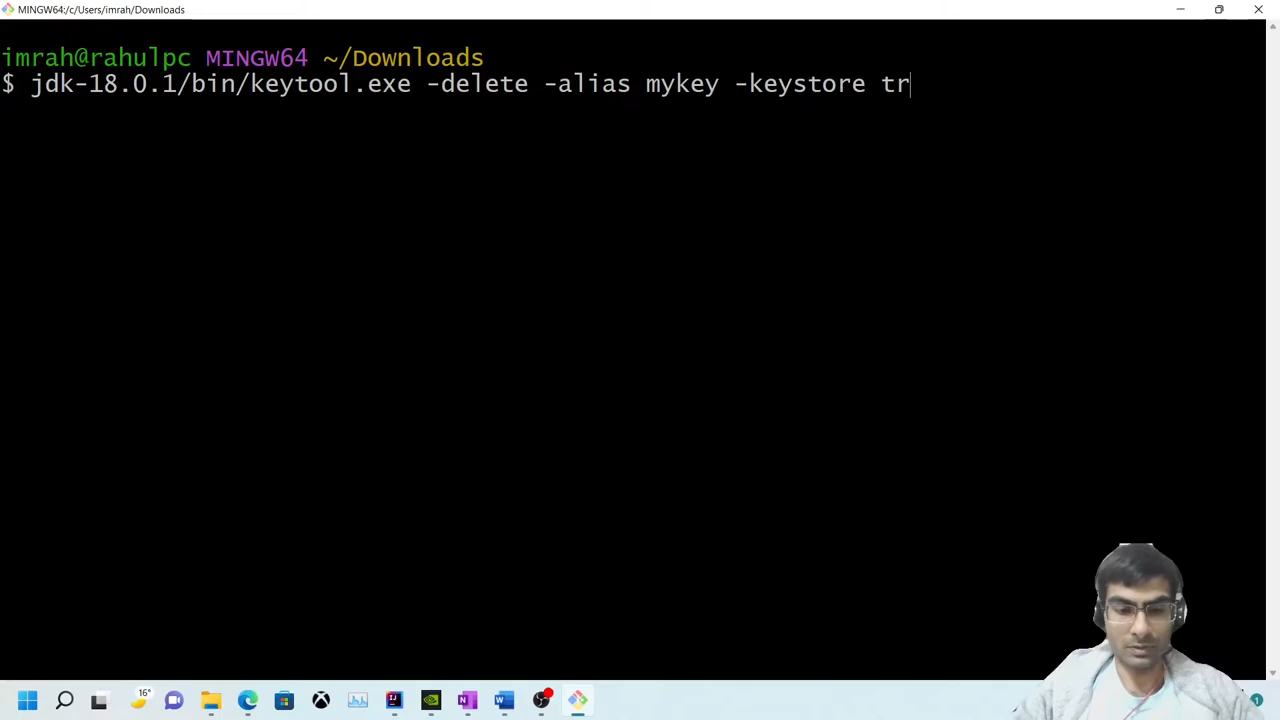 MINGW64:/c/Users/imrah/Downloads
imrah@rahulpc MINGW64 ~/Downloads
$ jdk-18.0.1/bin/keytool.exe -delete -alias mykey -keystore tr
16°
1